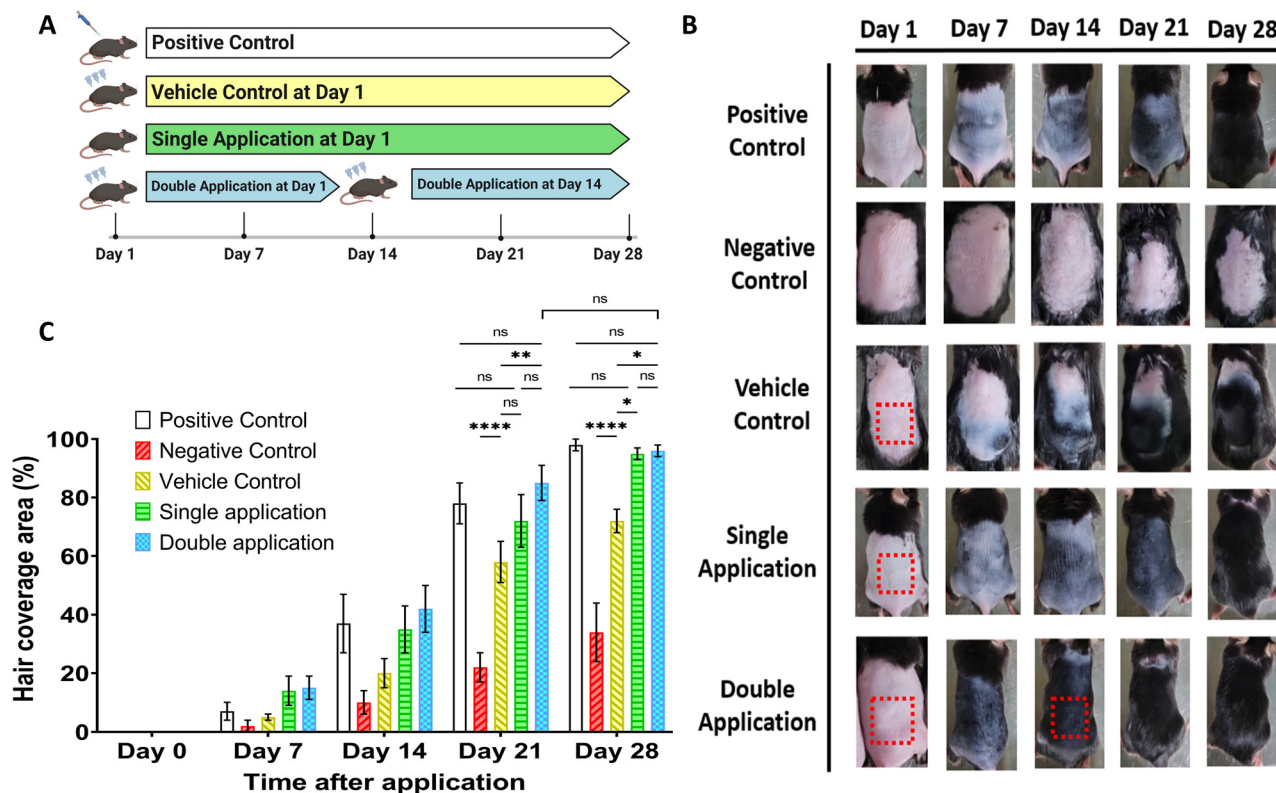 A
Positive Control
Vehicle Control at Day 1
Single Application at Day 1
Double Application at Day 1
Double Application at Day 14
Day 1
Day 7
Day 14
Day 21
Day 28
B
Day 1
Day 7
Day 14
Day 21
Day 28
Positive
Control
Negative
Control
Vehicle
Control
Single
Application
Double
Application
C
ns
ns
ns
**
*
ns
ns
ns
ns
ns
*
****
****
Positive Control
Negative Control
Vehicle Control
Single application
Double application
Hair coverage area (%)
100
80
60
40
20
0
Day 0
Day 7
Day 14
Day 21
Day 28
Time after application